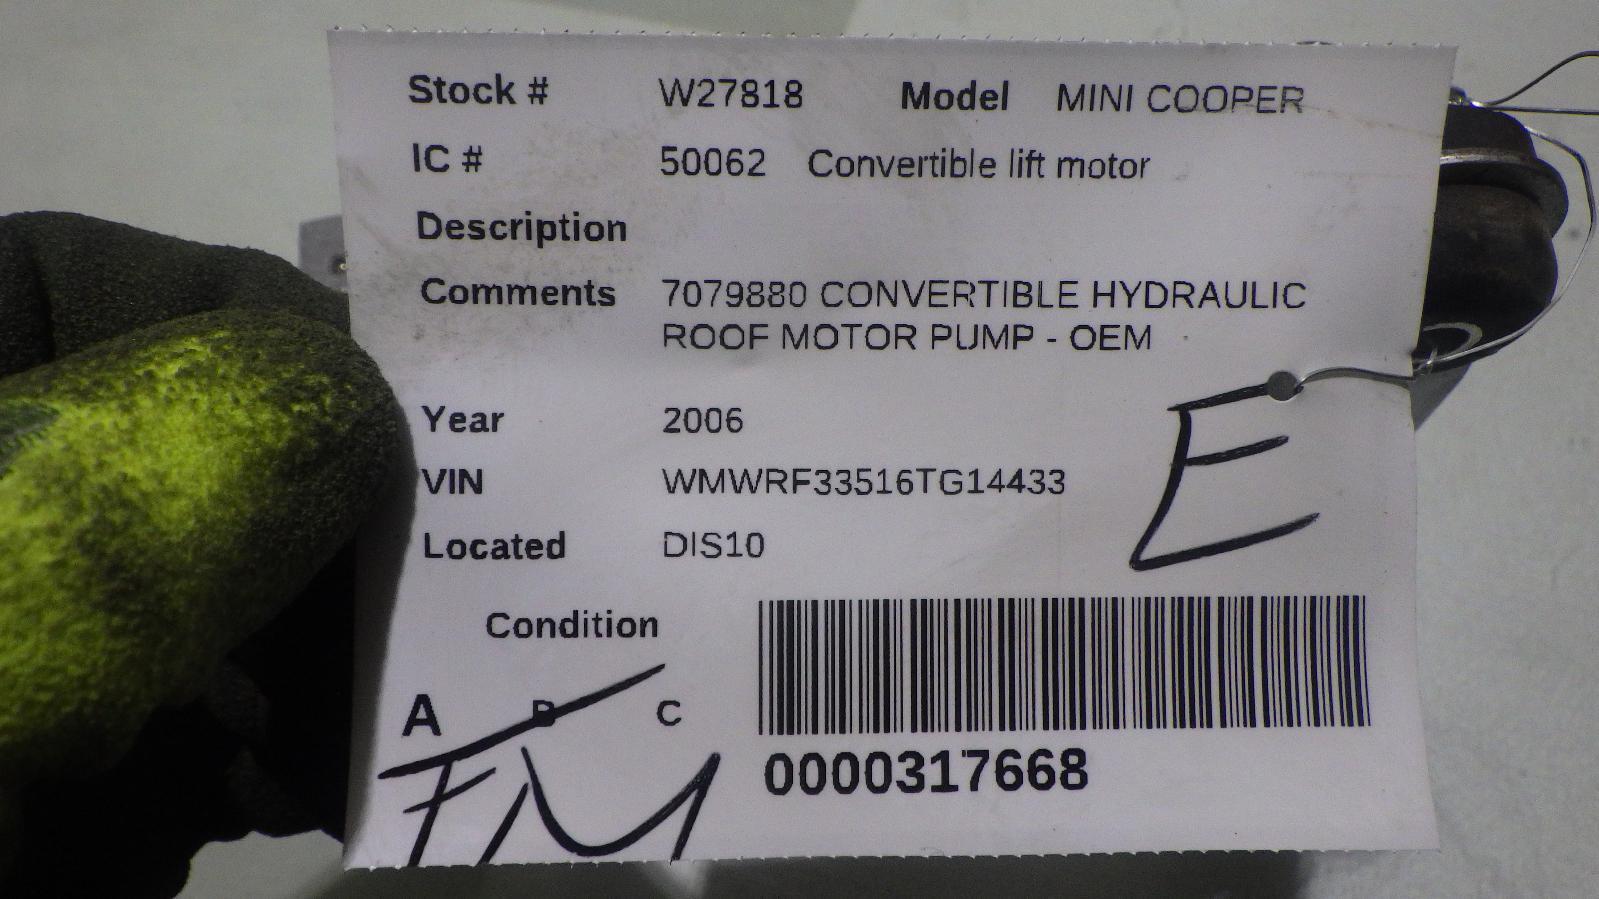 Stock # W27818 Model MINI COOPER
IC # 50062 Convertible lift motor
Description
Comments 7079880 CONVERTIBLE HYDRAULIC
ROOF MOTOR PUMP - OEM
Year 2006
VIN WMWRF33516TG14433
Located DIS10
E
Condition
A B C
0000317668